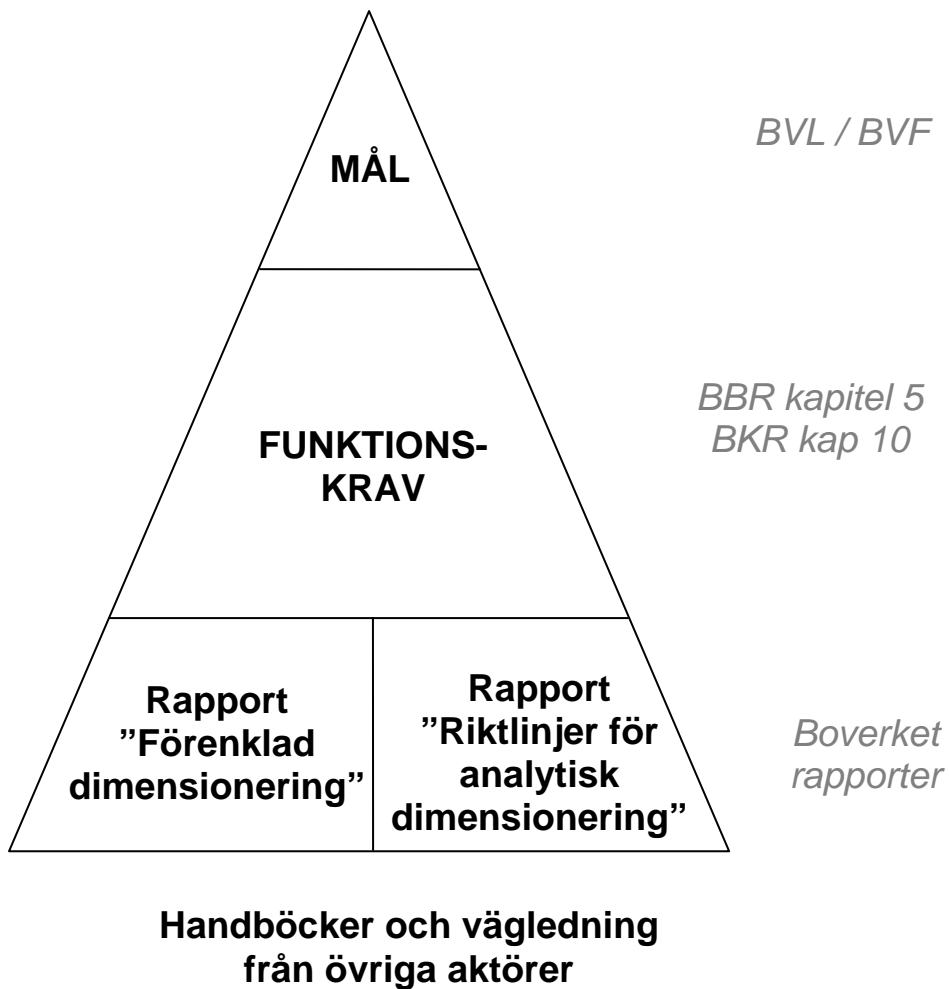 MÅL
BVL / BVF
FUNKTIONS-
KRAV
BBR kapitel 5
BKR kap 10
Rapport
”Förenklad
dimensionering”
Rapport
”Riktlinjer för
analytisk
dimensionering”
Boverket
rapporter
Handböcker och vägledning
från övriga aktörer